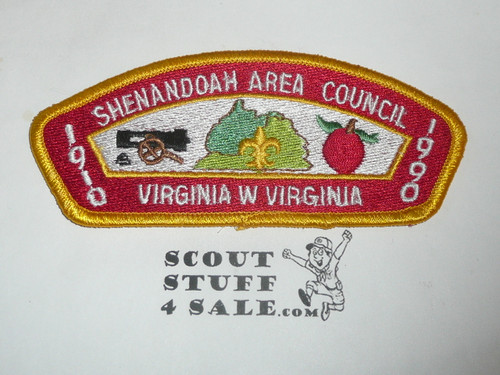 SHENANDOAH AREA COUNCIL
1910
1990
VIRGINIA W VIRGINIA
SCOUT
STUFF
4 SALE.com